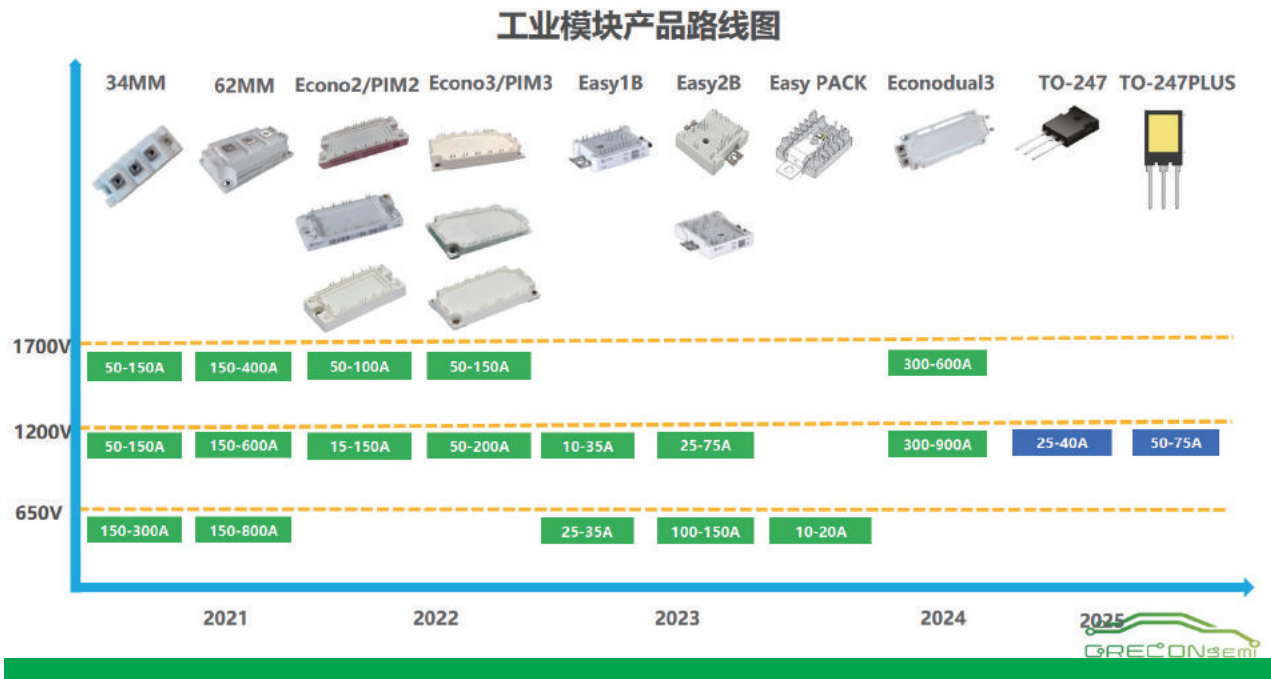 工业模块产品路线图
34MM 62MM Econo2/PIM2 Econo3/PIM3 Easy1B Easy2B Easy PACK Econodual3 TO-247 TO-247PLUS
1700V
50-150A 150-400A 50-100A 50-150A 300-600A
1200V
50-150A 150-600A 15-150A 50-200A 10-35A 25-75A 300-900A 25-40A 50-75A
650V
150-300A 150-800A 25-35A 100-150A 10-20A
2021 2022 2023 2024 2025
GRECONsemi